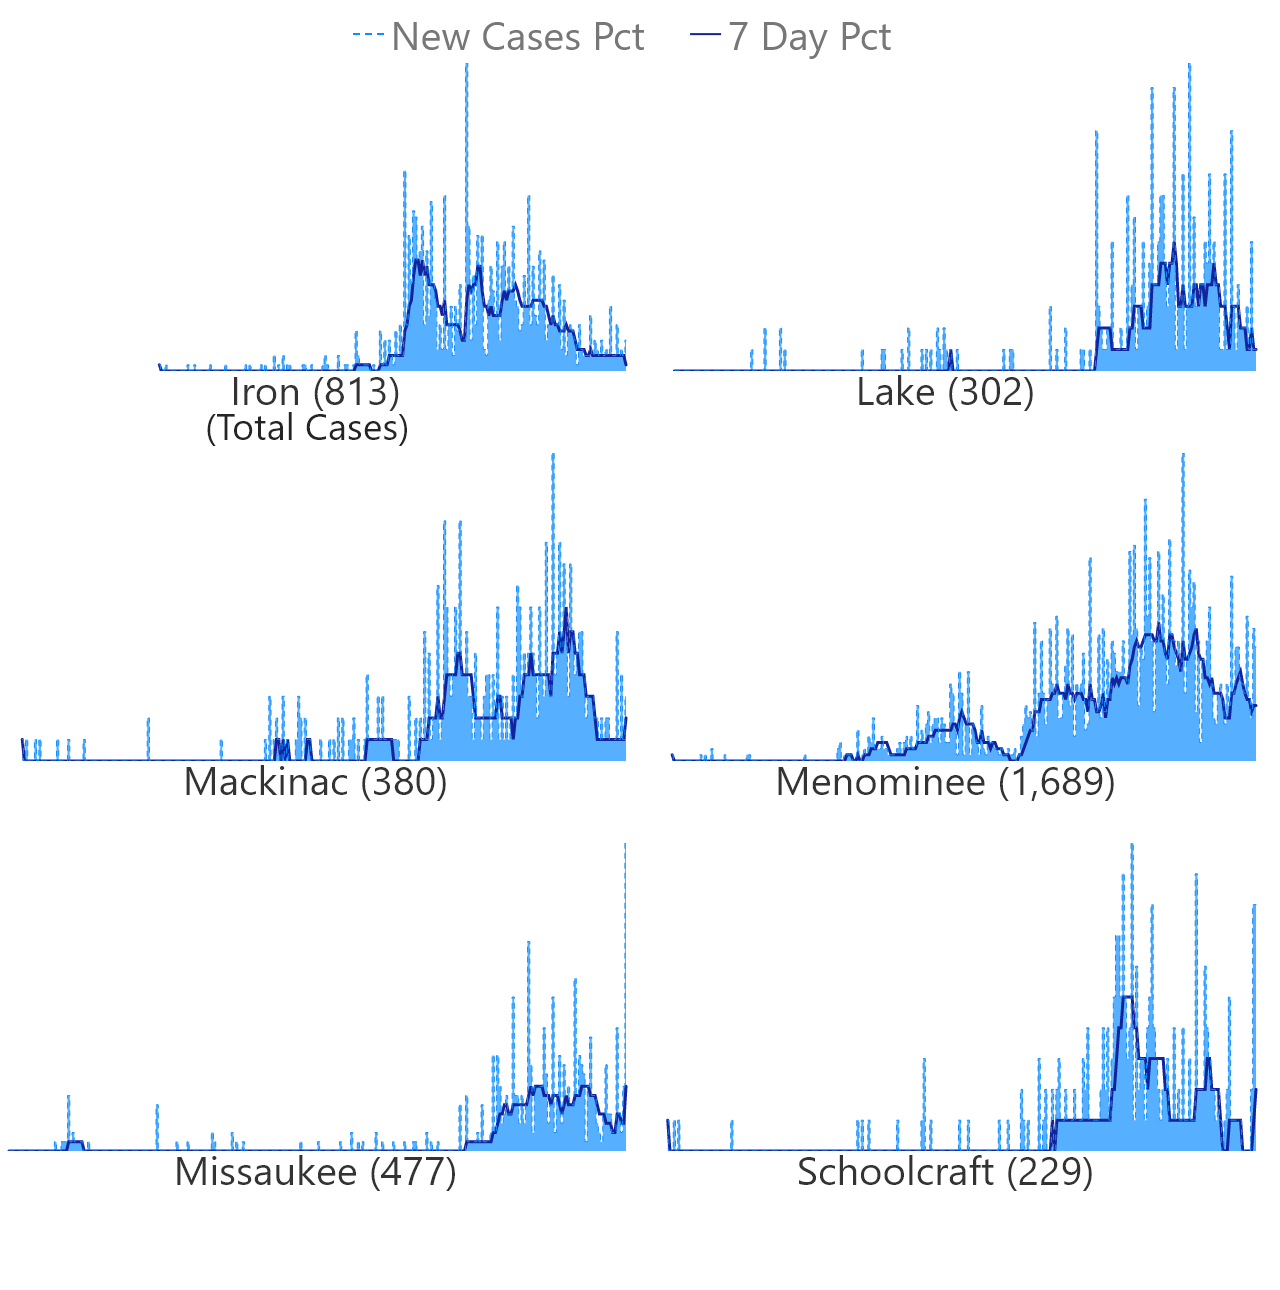 New Cases Pct 7 Day Pct
Iron (813) Lake (302)
(Total Cases)
Mackinac (380) Menominee (1,689)
Missaukee (477) Schoolcraft (229)